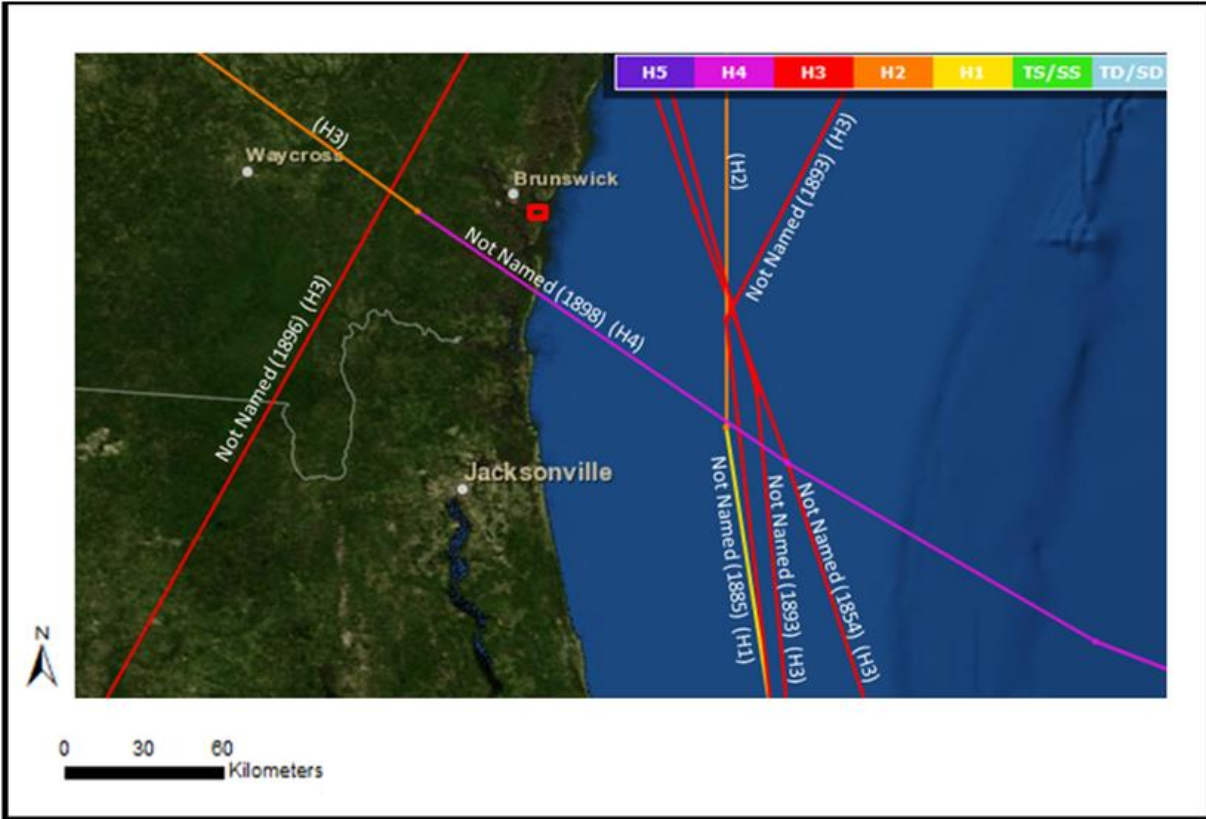 H5 H4 H3 H2 H1 TS/SS TD/SD
(H3)
Waycross
Brunswick
(H2)
Not Named (1893) (H3)
Not Named (1898) (H4)
Not Named (1896) (H3)
Jacksonville
Not Named (1885) (H1)
Not Named (1893) (H3)
Not Named (1854) (H3)
N
0 30 60
Kilometers